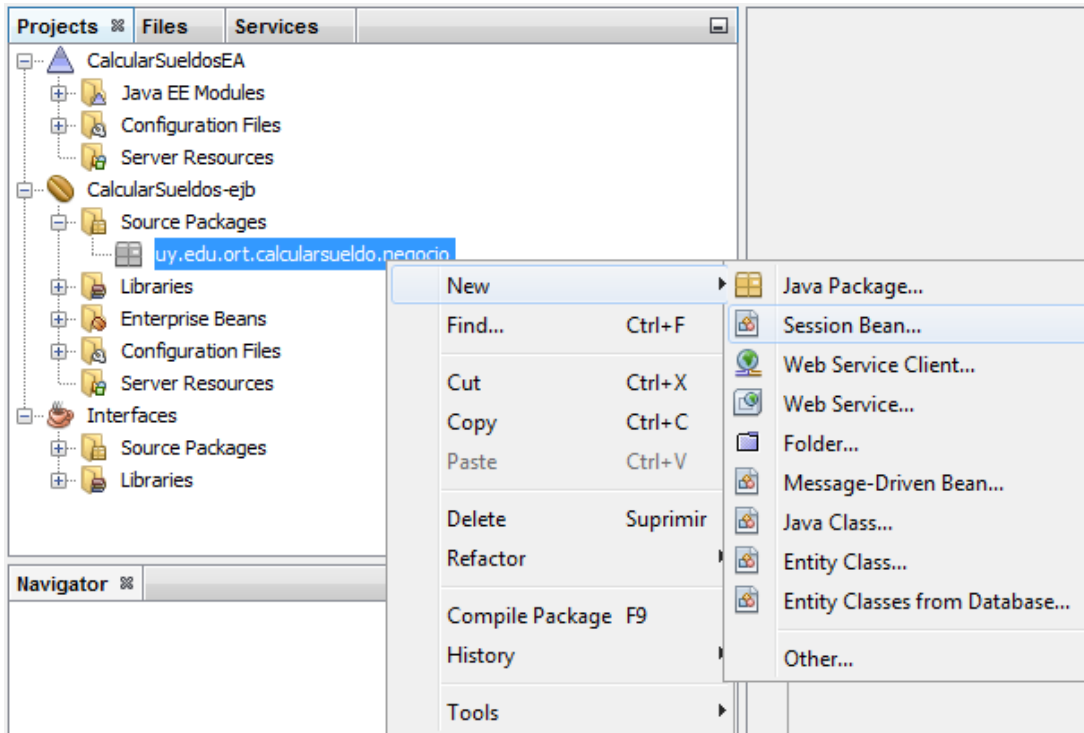 Projects Files Services
CalcularSueldosEA
Java EE Modules
Configuration Files
Server Resources
CalcularSueldos-ejb
Source Packages
uy.edu.ort.calcularsueldo.negocio
Libraries
Enterprise Beans
Configuration Files
Server Resources
Interfaces
Source Packages
Libraries
Navigator
New
Find... Ctrl+F
Cut Ctrl+X
Copy Ctrl+C
Paste Ctrl+V
Delete Suprimir
Refactor
Compile Package F9
History
Tools
Java Package...
Session Bean...
Web Service Client...
Web Service...
Folder...
Message-Driven Bean...
Java Class...
Entity Class...
Entity Classes from Database...
Other...